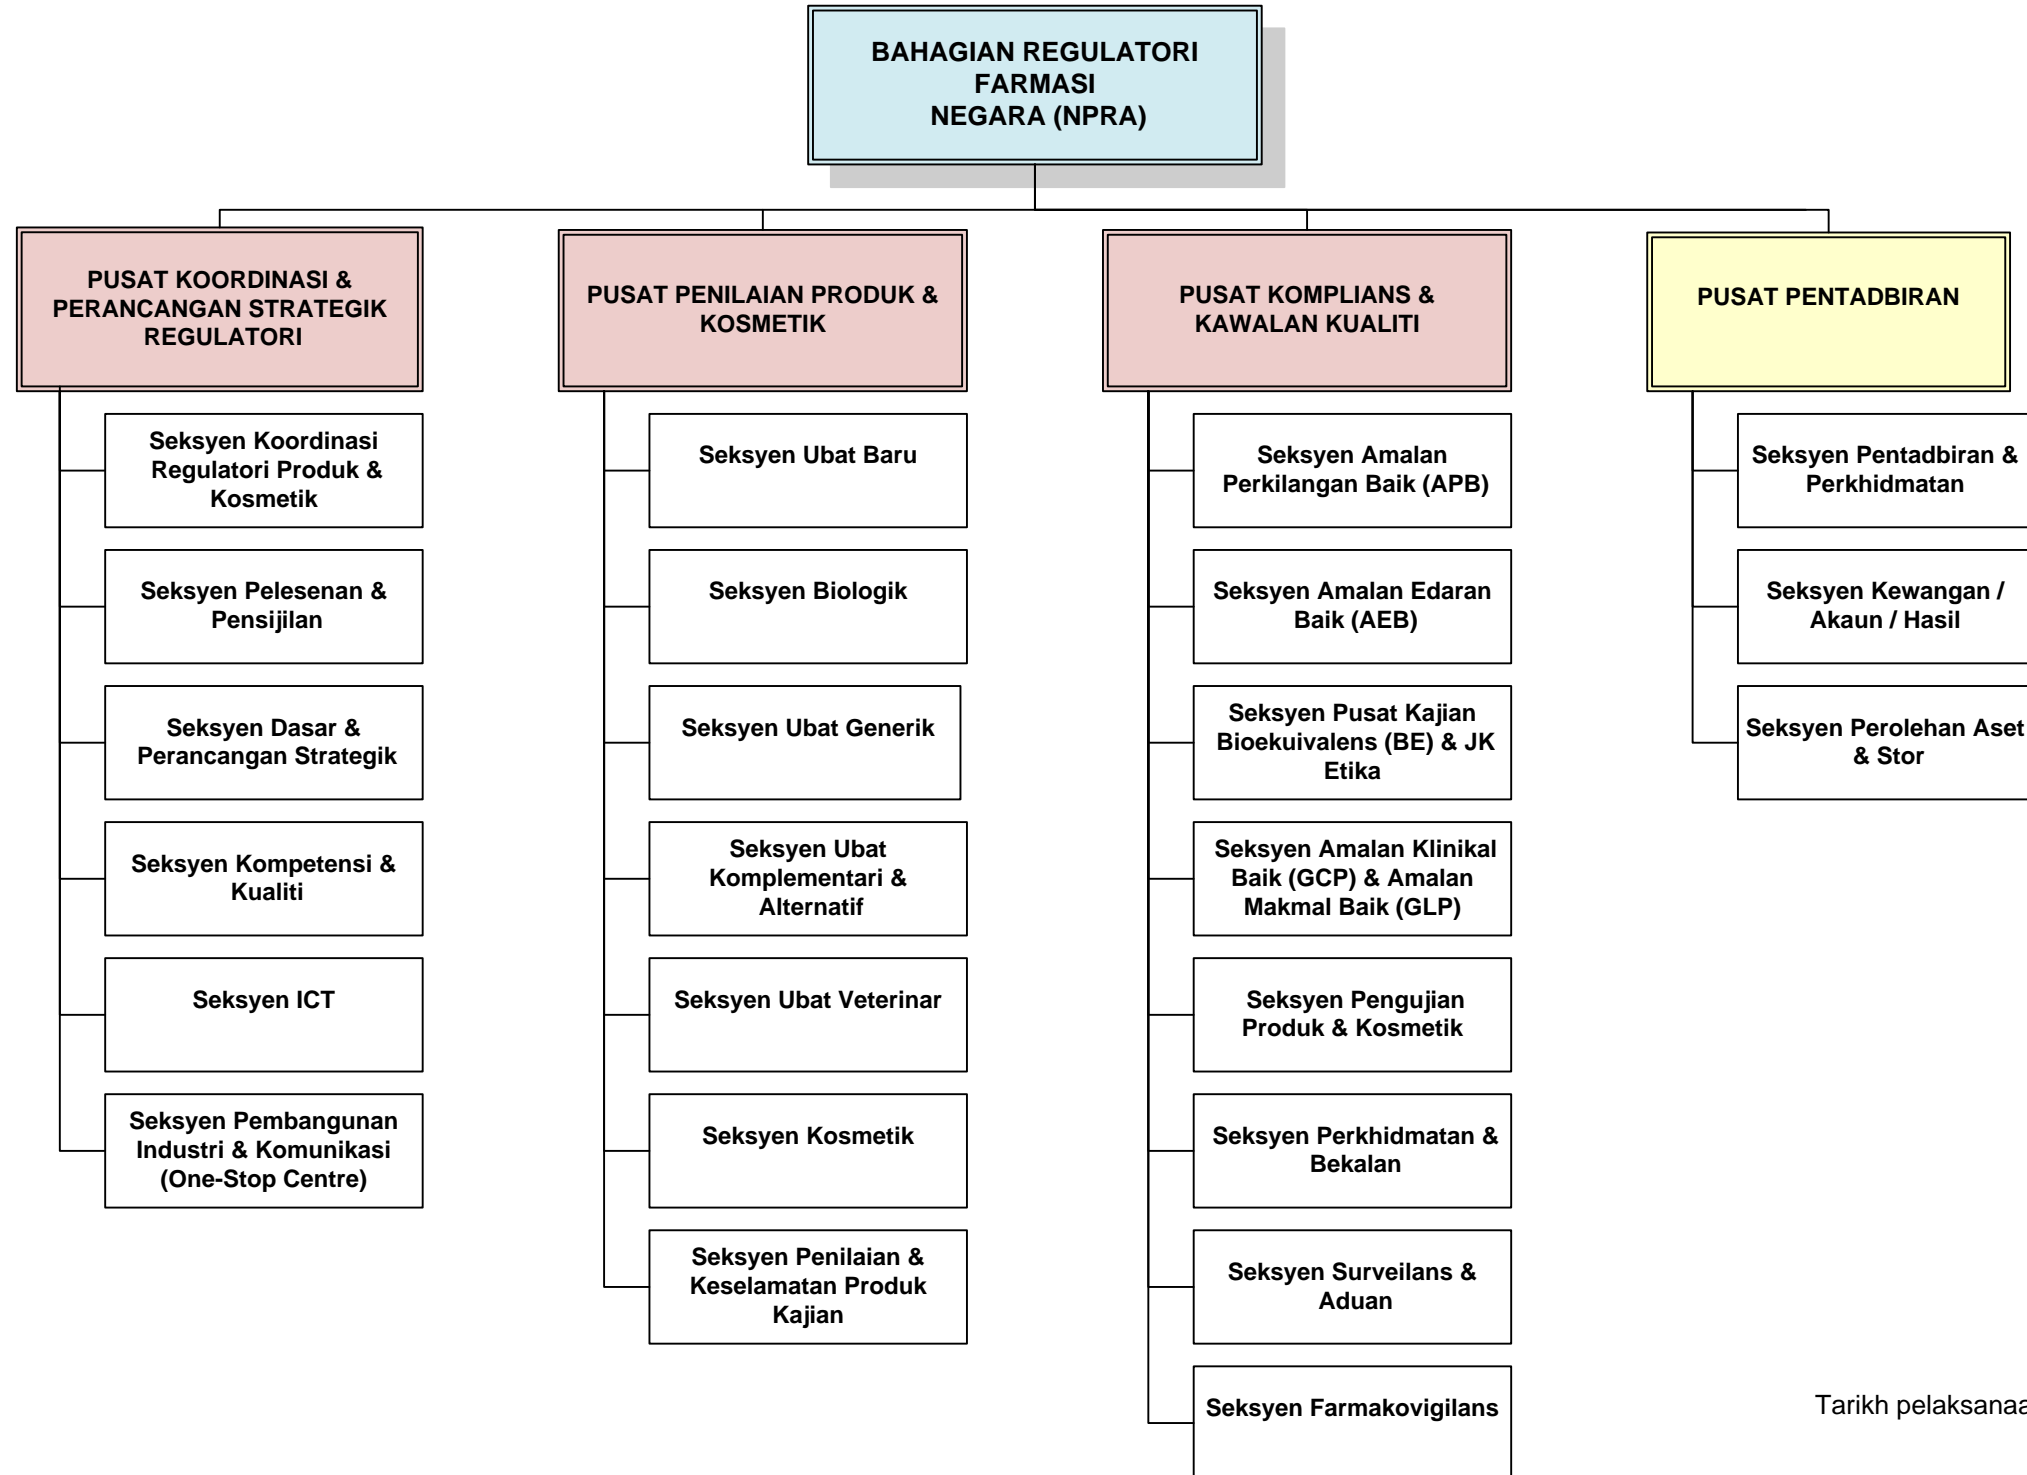 BAHAGIAN REGULATORI
FARMASI
NEGARA (NPRA)
PUSAT KOORDINASI &
PERANCANGAN STRATEGIK
REGULATORI
Seksyen Koordinasi
Regulatori Produk &
Kosmetik
Seksyen Pelesenan &
Pensijilan
Seksyen Dasar &
Perancangan Strategik
Seksyen Kompetensi &
Kualiti
Seksyen ICT
Seksyen Pembangunan
Industri & Komunikasi
(One-Stop Centre)
PUSAT PENILAIAN PRODUK &
KOSMETIK
Seksyen Ubat Baru
Seksyen Biologik
Seksyen Ubat Generik
Seksyen Ubat
Komplementari &
Alternatif
Seksyen Ubat Veterinar
Seksyen Kosmetik
Seksyen Penilaian &
Keselamatan Produk
Kajian
PUSAT KOMPLIANS &
KAWALAN KUALITI
Seksyen Amalan
Perkilangan Baik (APB)
Seksyen Amalan Edaran
Baik (AEB)
Seksyen Pusat Kajian
Bioekuivalens (BE) & JK
Etika
Seksyen Amalan Klinikal
Baik (GCP) & Amalan
Makmal Baik (GLP)
Seksyen Pengujian
Produk & Kosmetik
Seksyen Perkhidmatan &
Bekalan
Seksyen Surveilans &
Aduan
Seksyen Farmakovigilans
PUSAT PENTADBIRAN
Seksyen Pentadbiran &
Perkhidmatan
Seksyen Kewangan /
Akaun / Hasil
Seksyen Perolehan Aset
& Stor
Tarikh